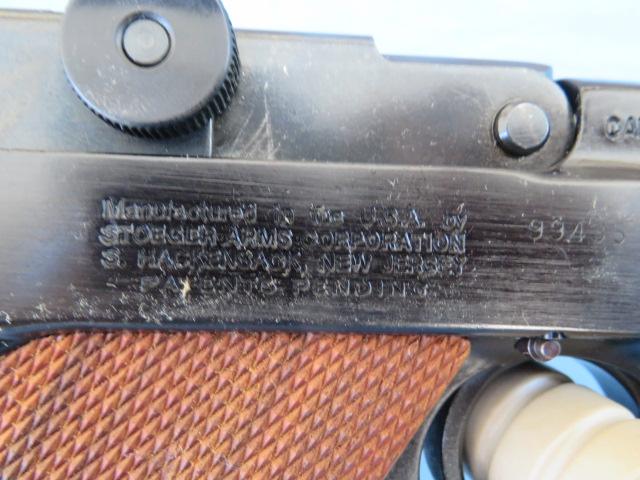 Manufactured in the U.S.A. by
STOEGER ARMS CORPORATION
S. HACKENSACK, NEW JERSEY
PATENTS PENDING